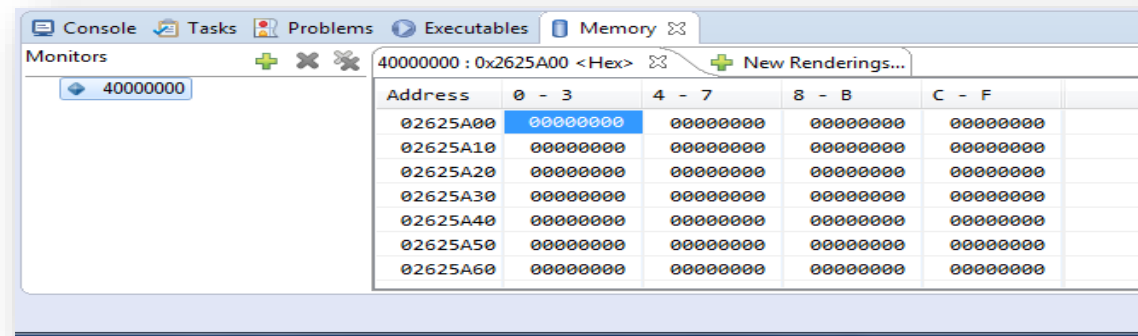 Console Tasks Problems Executables Memory
Monitors 40000000 : 0x2625A00 <Hex> New Renderings...
40000000
Address 0 - 3 4 - 7 8 - B C - F
02625A00 00000000 00000000 00000000 00000000
02625A10 00000000 00000000 00000000 00000000
02625A20 00000000 00000000 00000000 00000000
02625A30 00000000 00000000 00000000 00000000
02625A40 00000000 00000000 00000000 00000000
02625A50 00000000 00000000 00000000 00000000
02625A60 00000000 00000000 00000000 00000000